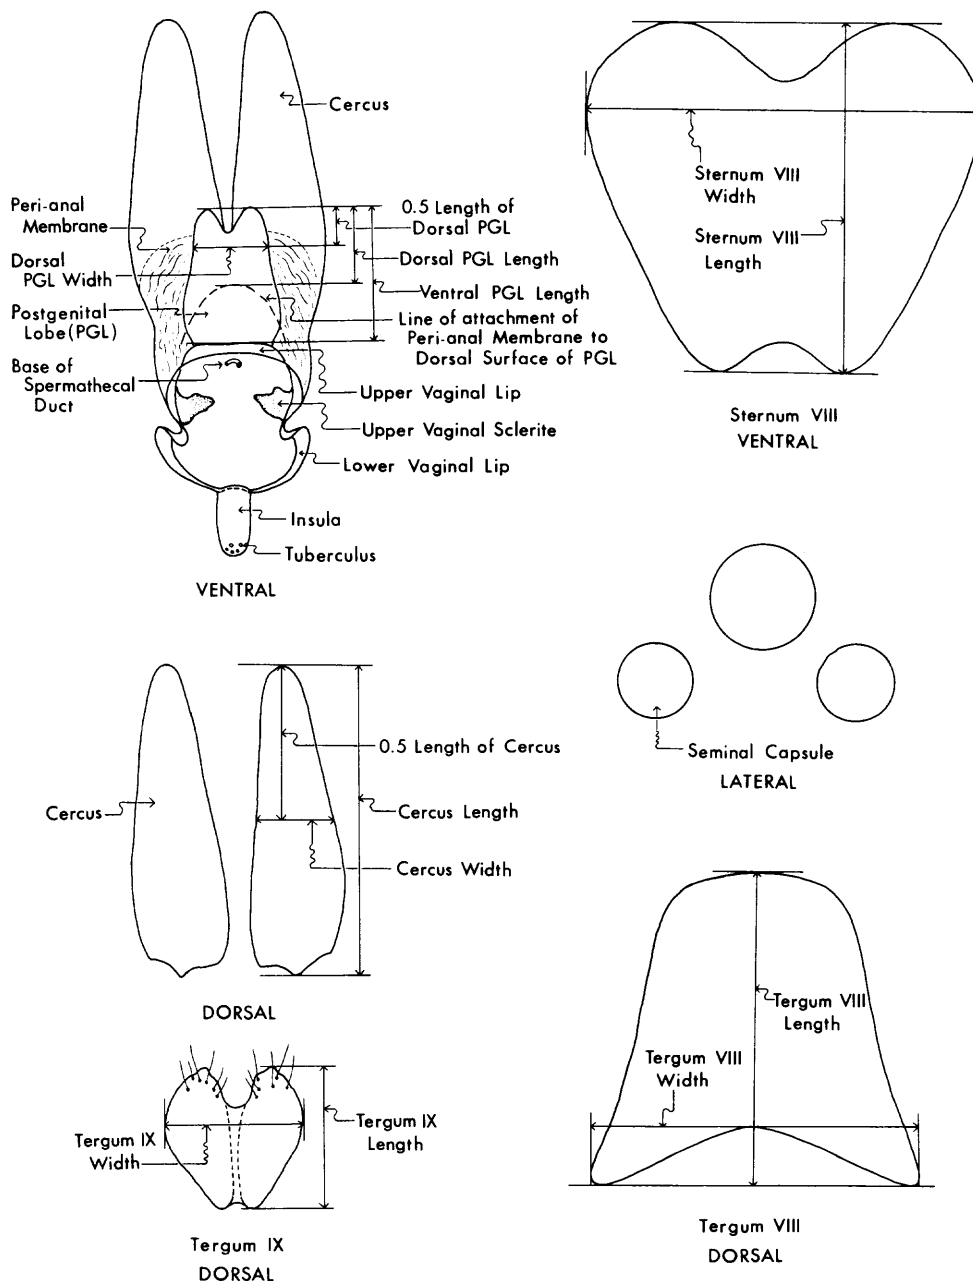 Cercus
Peri-anal
Membrane
Dorsal
PGL Width
Postgenital
Lobe (PGL)
Base of
Spermathecal
Duct
0.5 Length of
Dorsal PGL
Dorsal PGL Length
Ventral PGL Length
Line of attachment of
Peri-anal Membrane to
Dorsal Surface of PGL
Upper Vaginal Lip
Upper Vaginal Sclerite
Lower Vaginal Lip
Insula
Tuberculus
VENTRAL
Sternum VIII
Width
Sternum VIII
Length
Sternum VIII
VENTRAL
Seminal Capsule
LATERAL
Cercus
0.5 Length of Cercus
Cercus Length
Cercus Width
DORSAL
Tergum IX
Width
Tergum IX
Length
Tergum IX
DORSAL
Tergum VIII
Length
Tergum VIII
Width
Tergum VIII
DORSAL